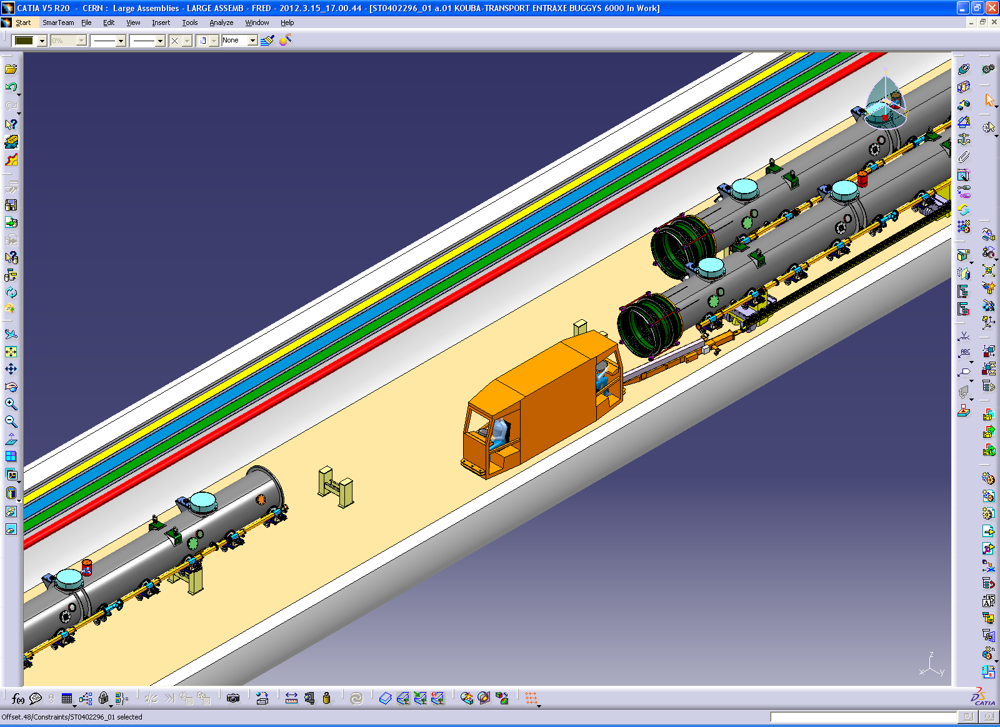 CATIA V5 R20 - CERN : Large Assemblies - LARGE ASSEMB - FRED - 2012.3.15_17.00.44 - [ST0402296_01 a.01 KOUBA-TRANSPORT ENTRAXE BUGGYS 6000 In Work]
Start SmarTeam File Edit View Insert Tools Analyze Window Help
0% None
ABC
z
x y
f(x)
CATIA
Offset.48/Constraints/ST0402296_01 selected